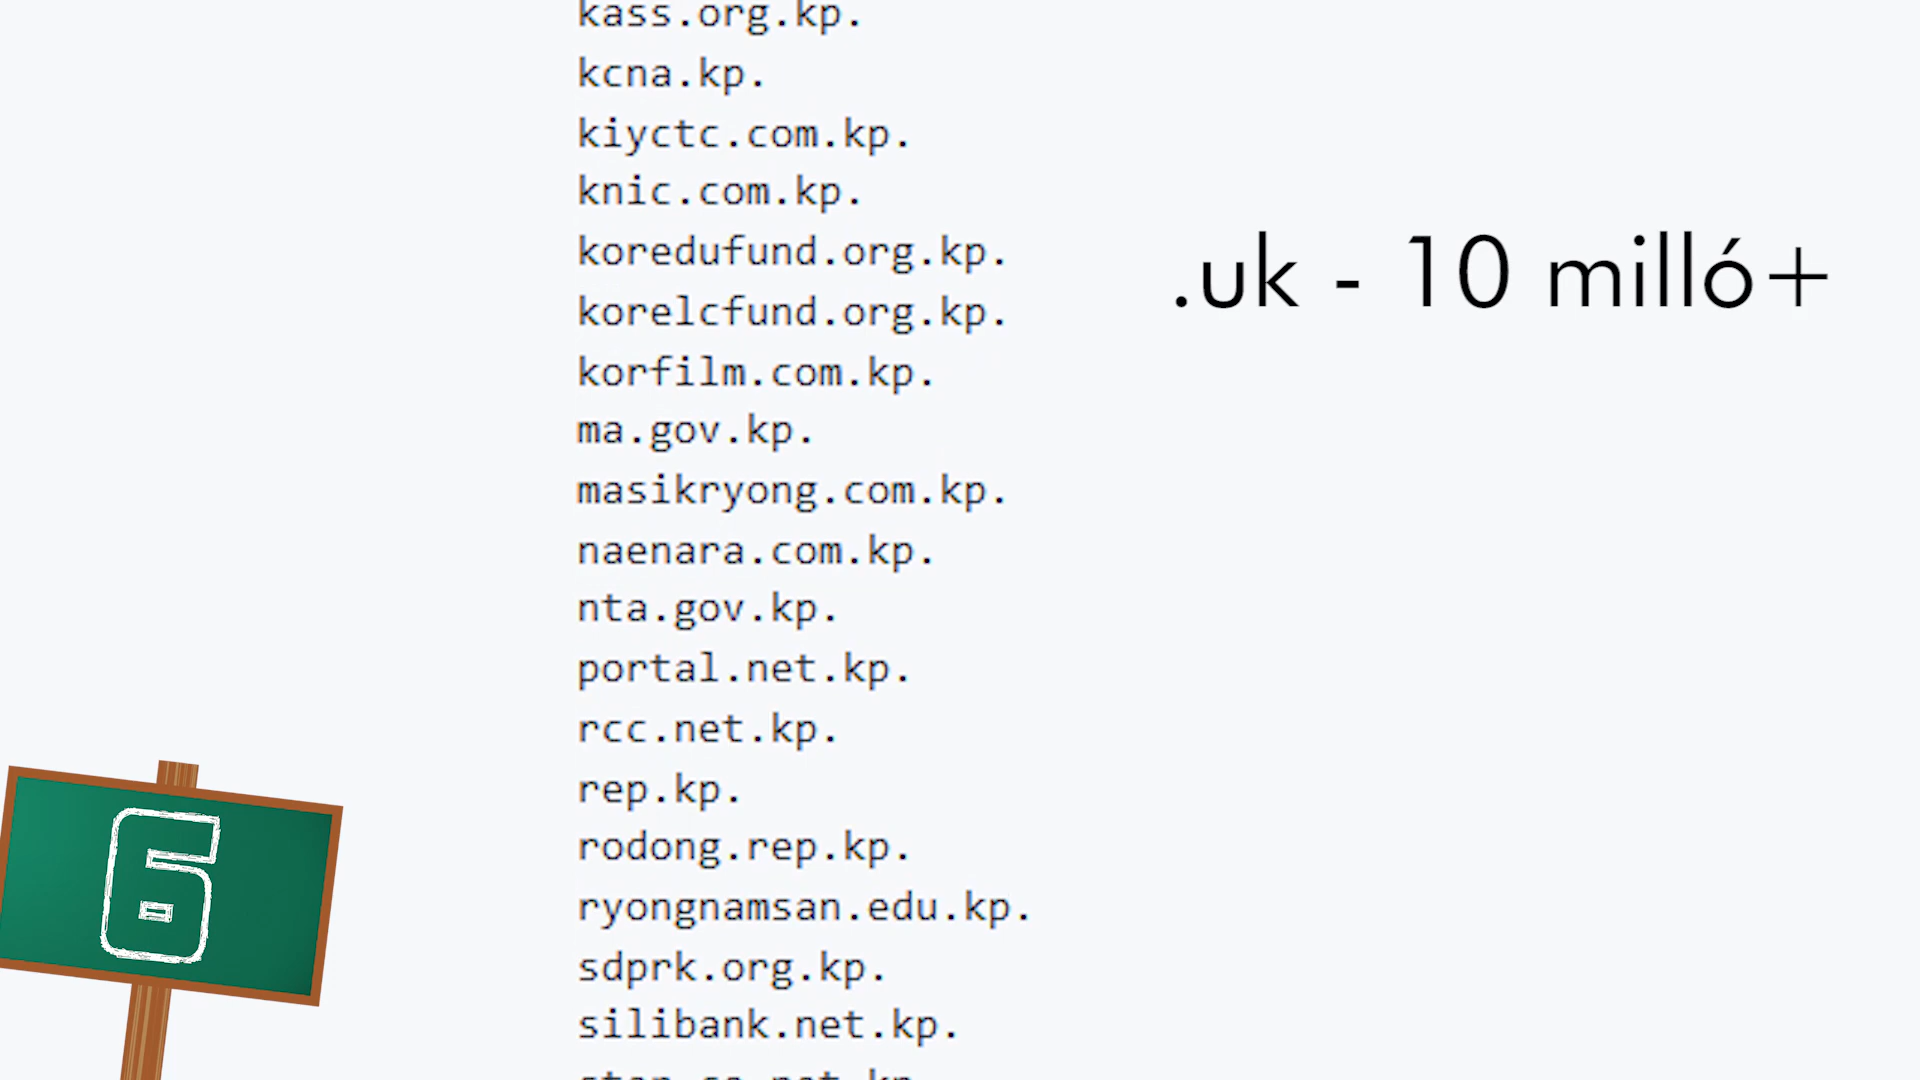 kass.org.kp.
kcna.kp.
kiyctc.com.kp.
knic.com.kp.
koredufund.org.kp.
korelcfund.org.kp.
korfilm.com.kp.
ma.gov.kp.
masikryong.com.kp.
naenara.com.kp.
nta.gov.kp.
portal.net.kp.
rcc.net.kp.
rep.kp.
rodong.rep.kp.
ryongnamsan.edu.kp.
sdprk.org.kp.
silibank.net.kp.
.uk - 10 milló+
6